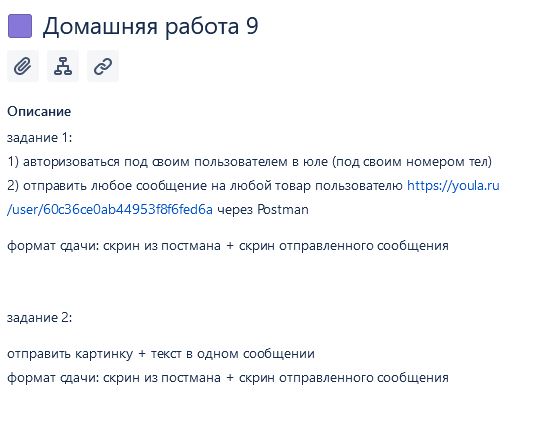 Домашняя работа 9
Описание
задание 1:
1) авторизоваться под своим пользователем в юле (под своим номером тел)
2) отправить любое сообщение на любой товар пользователю https://youla.ru
/user/60c36ce0ab44953f8f6fed6a через Postman
формат сдачи: скрин из постмана + скрин отправленного сообщения
задание 2:
отправить картинку + текст в одном сообщении
формат сдачи: скрин из постмана + скрин отправленного сообщения